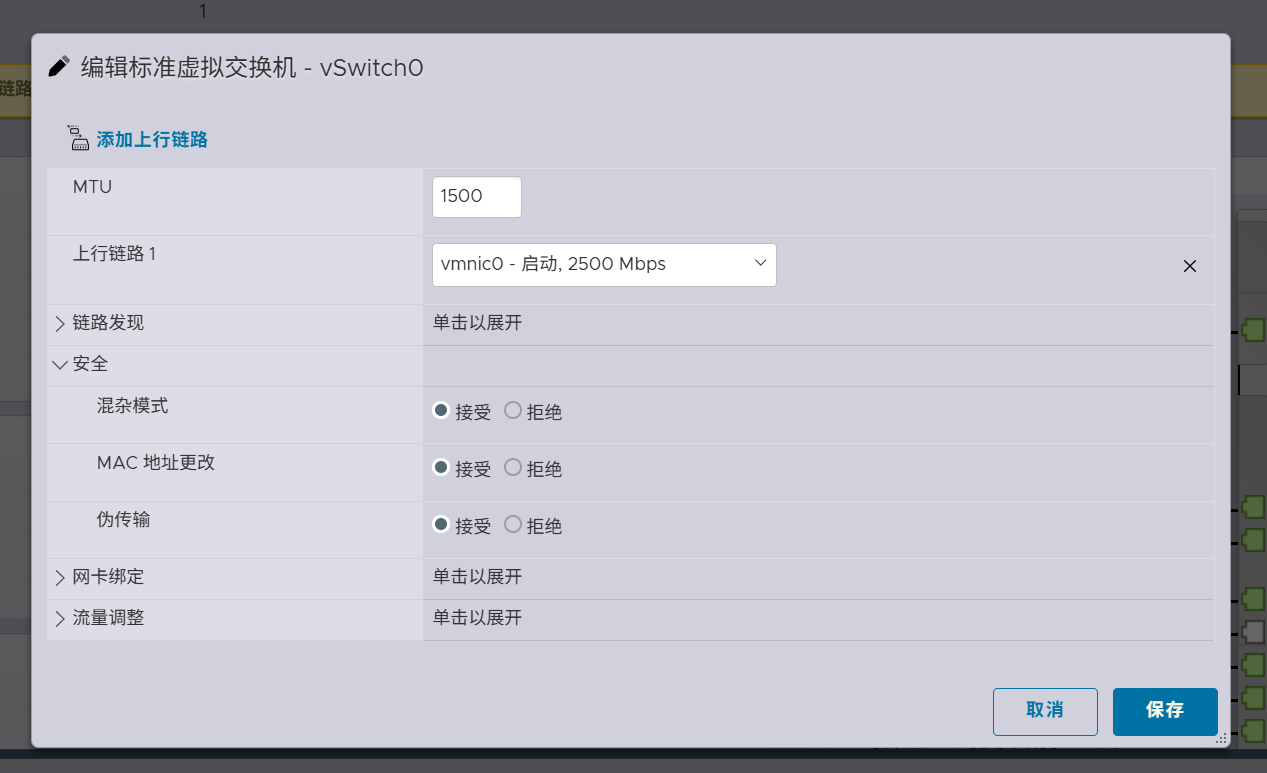 1
编辑标准虚拟交换机 - vSwitch0
链路
添加上行链路
MTU
1500
上行链路 1
vmnic0 - 启动, 2500 Mbps
链路发现
单击以展开
安全
混杂模式
接受 拒绝
MAC 地址更改
接受 拒绝
伪传输
接受 拒绝
网卡绑定
单击以展开
流量调整
单击以展开
取消
保存